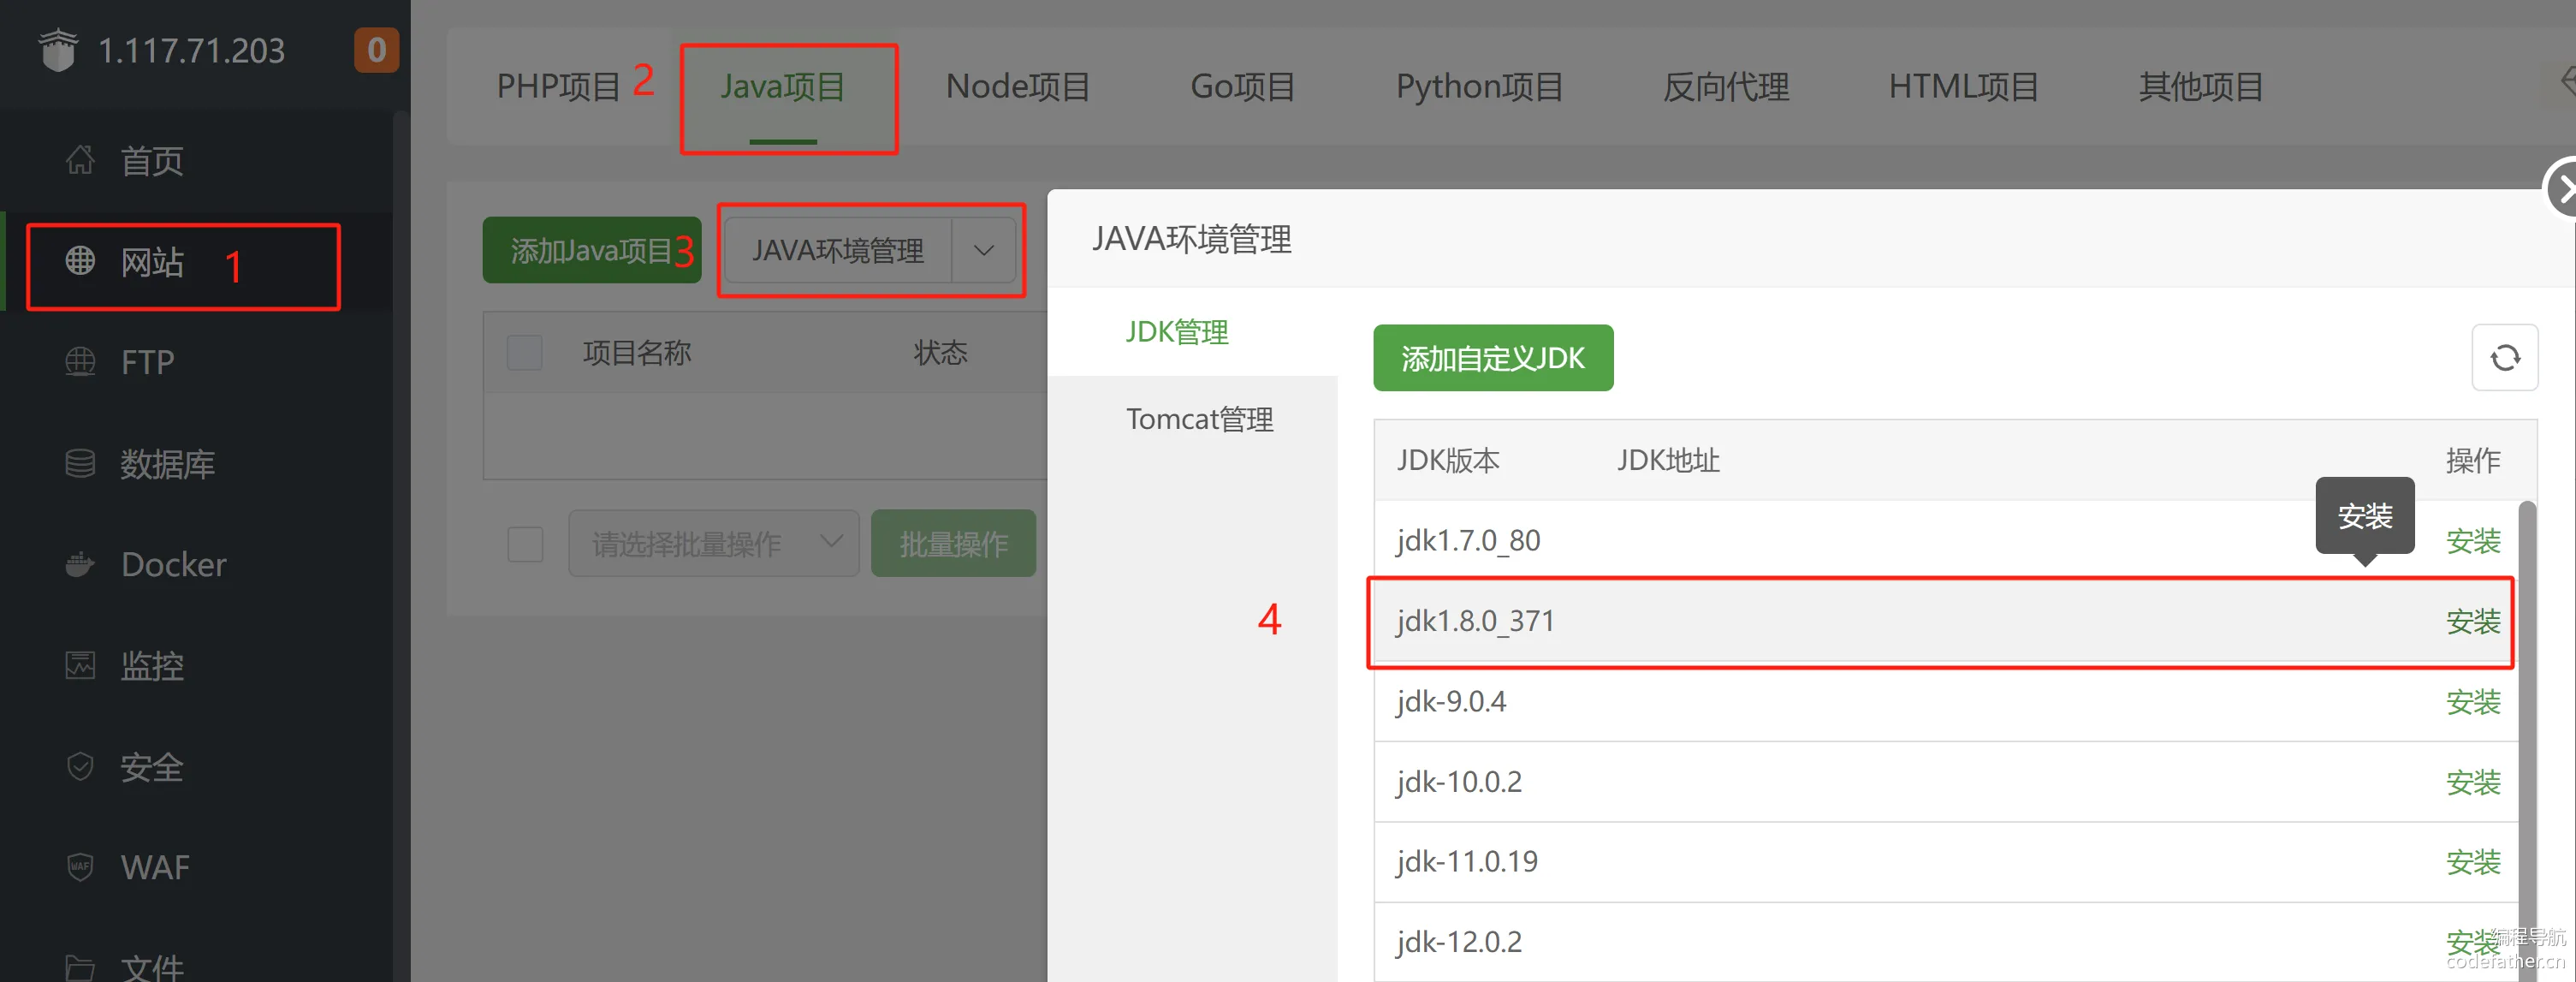 1.117.71.203
0
首页
网站
1
FTP
数据库
Docker
监控
安全
WAF
文件
PHP项目
2
Java项目
Node项目
Go项目
Python项目
反向代理
HTML项目
其他项目
添加Java项目
3
JAVA环境管理
项目名称
状态
请选择批量操作
批量操作
JAVA环境管理
JDK管理
Tomcat管理
4
添加自定义JDK
JDK版本
JDK地址
操作
安装
jdk1.7.0_80
安装
jdk1.8.0_371
安装
jdk-9.0.4
安装
jdk-10.0.2
安装
jdk-11.0.19
安装
jdk-12.0.2
安装
编程导航
codefather.cn